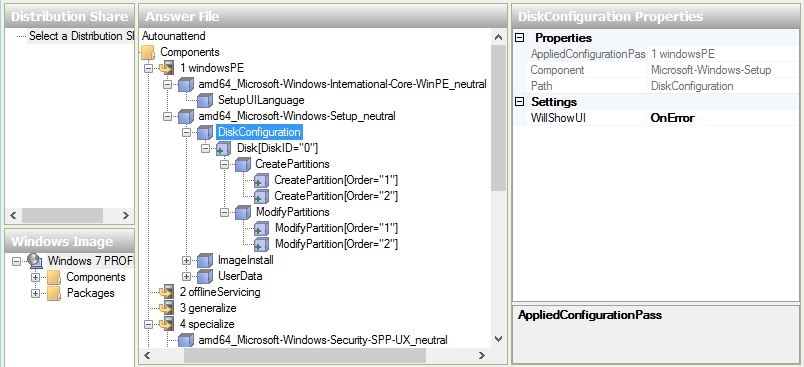 Distribution Share
Select a Distribution Sh
Windows Image
Windows 7 PROF
Components
Packages
Answer File
Autounattend
Components
1 windowsPE
amd64_Microsoft-Windows-International-Core-WinPE_neutral
SetupUILanguage
amd64_Microsoft-Windows-Setup_neutral
DiskConfiguration
Disk[DiskID="0"]
CreatePartitions
CreatePartition[Order="1"]
CreatePartition[Order="2"]
ModifyPartitions
ModifyPartition[Order="1"]
ModifyPartition[Order="2"]
ImageInstall
UserData
2 offlineServicing
3 generalize
4 specialize
amd64_Microsoft-Windows-Security-SPP-UX_neutral
DiskConfiguration Properties
Properties
AppliedConfigurationPas 1 windowsPE
Component Microsoft-Windows-Setup
Path DiskConfiguration
Settings
WillShowUI OnError
AppliedConfigurationPass